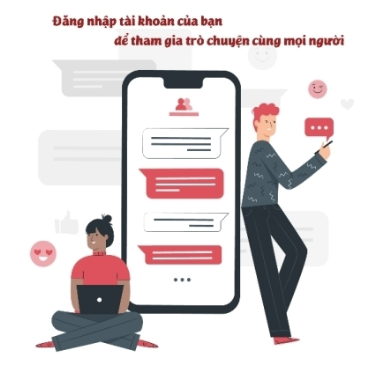 Đăng nhập tài khoản của bạn
để tham gia trò chuyện cùng mọi người